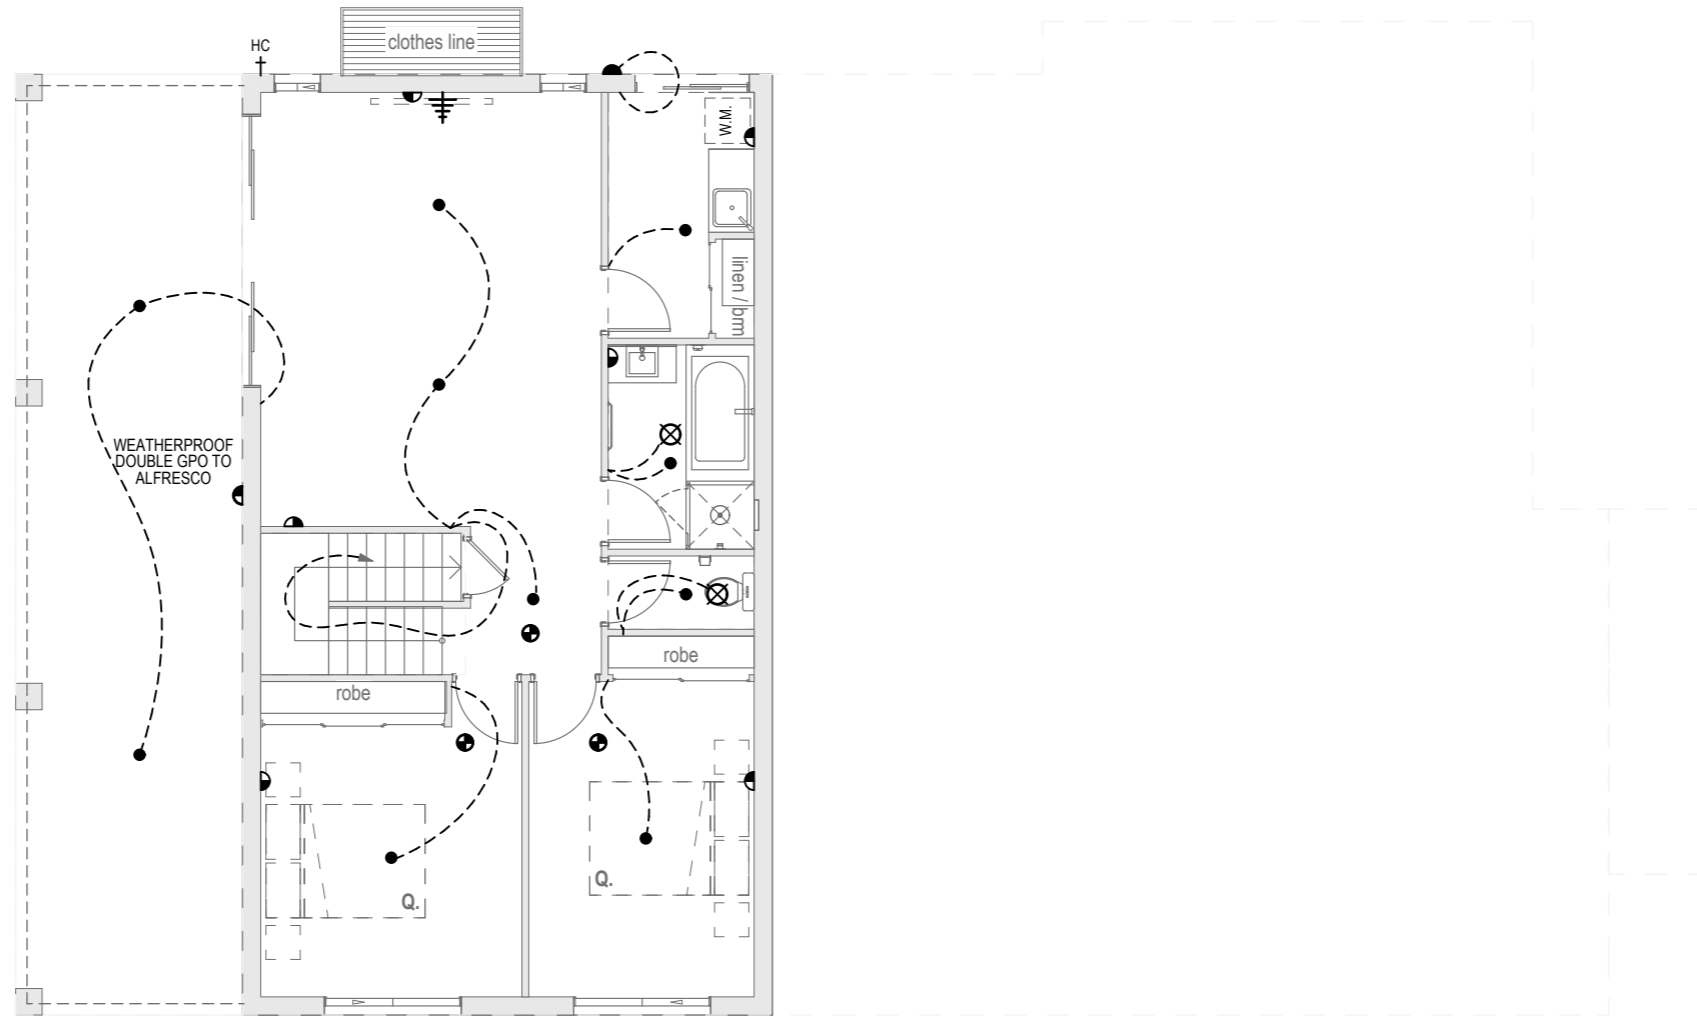 clothes line
HC
W.M.
linen / brm
WEATHERPROOF
DOUBLE GPO TO
ALFRESCO
robe
robe
Q.
Q.